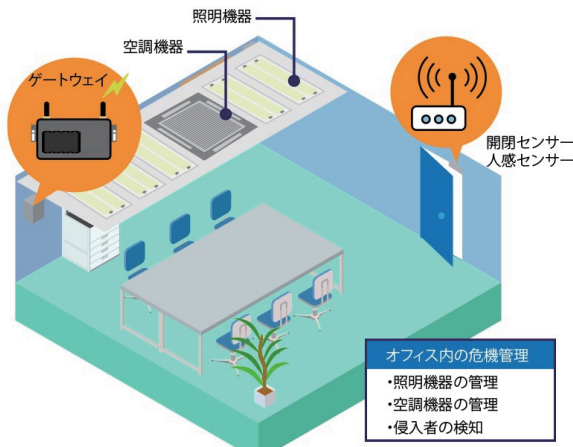 照明機器
空調機器
ゲートウェイ
開閉センサー
人感センサー
オフィス内の危機管理
・照明機器の管理
・空調機器の管理
・侵入者の検知